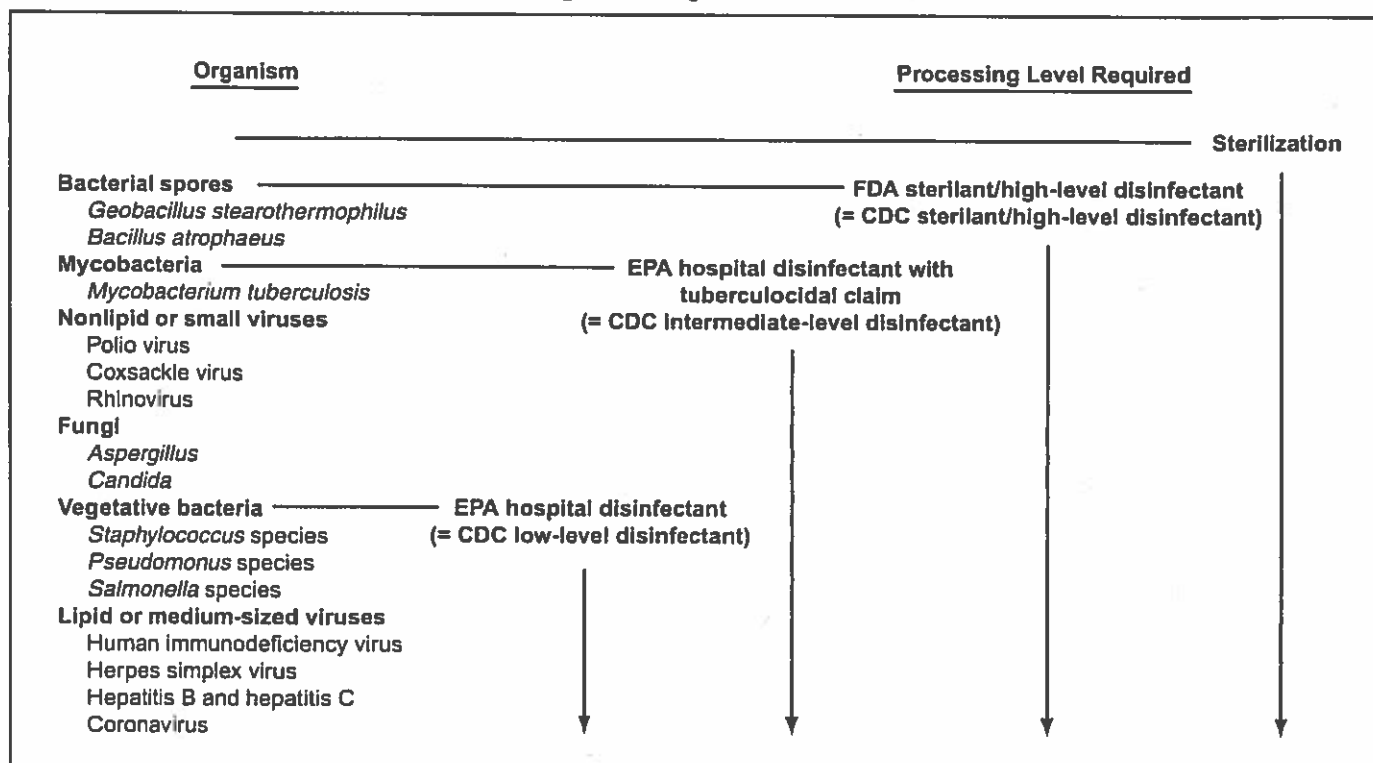 Organism
Processing Level Required
Sterilization
Bacterial spores
FDA sterilant/high-level disinfectant
(= CDC sterilant/high-level disinfectant)
Geobacillus stearothermophilus
Bacillus atrophaeus
Mycobacteria
EPA hospital disinfectant with
tuberculocidal claim
(= CDC intermediate-level disinfectant)
Mycobacterium tuberculosis
Nonlipid or small viruses
Polio virus
Coxsackle virus
Rhinovirus
Fungi
Aspergillus
Candida
Vegetative bacteria
EPA hospital disinfectant
(= CDC low-level disinfectant)
Staphylococcus species
Pseudomonus species
Salmonella species
Lipid or medium-sized viruses
Human immunodeficiency virus
Herpes simplex virus
Hepatitis B and hepatitis C
Coronavirus